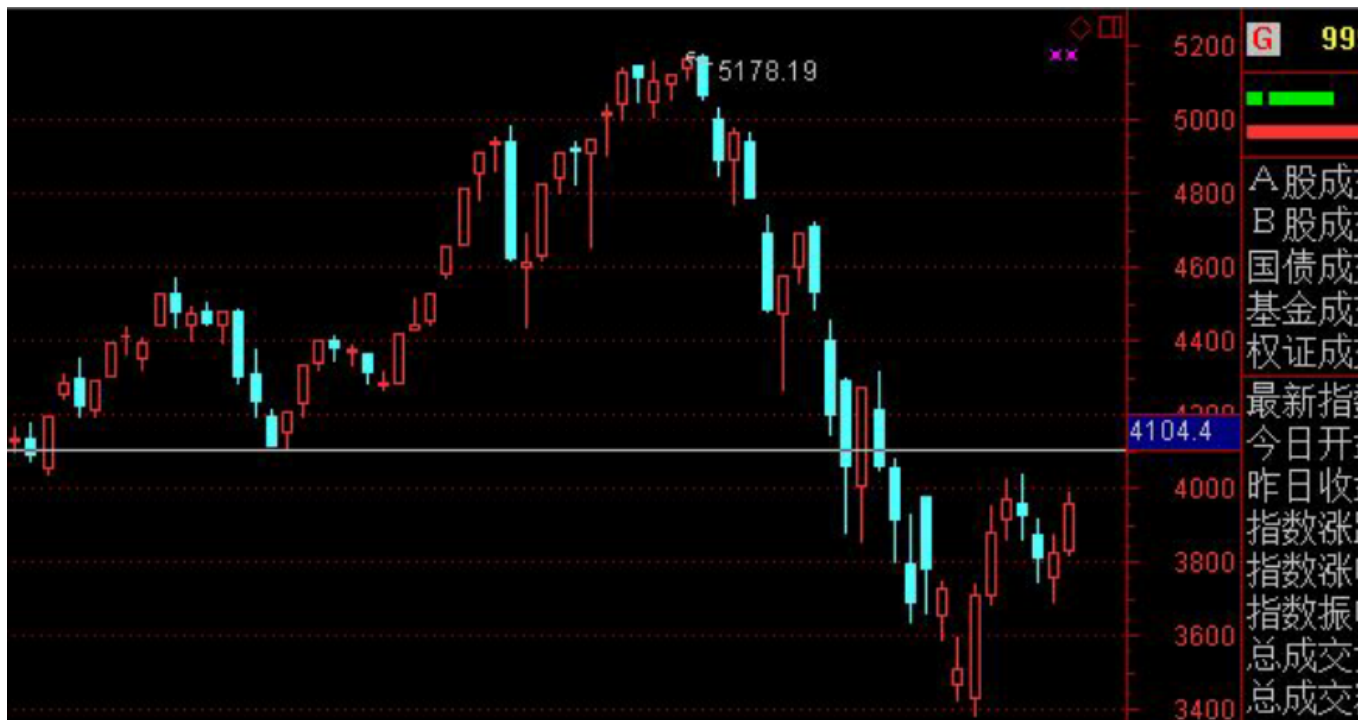 5178.19
5200
5000
4800
4600
4400
4200
4104.4
4000
3800
3600
3400
G 99
A股成
B股成
国债成
基金成
权证成
最新指
今日开
昨日收
指数涨
指数涨
指数振
总成交
总成交